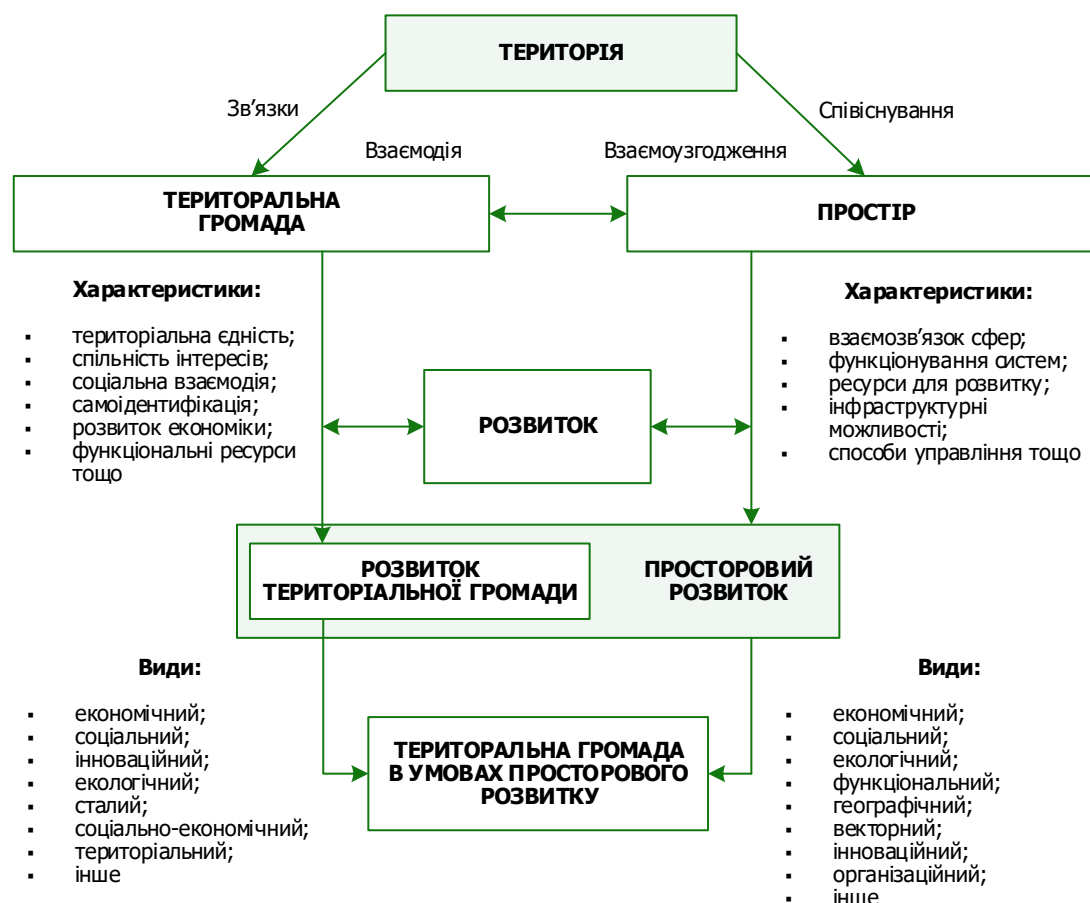 ТЕРИТОРІЯ
Зв’язки
Співіснування
Взаємодія
Взаємоузгодження
ТЕРИТОРАЛЬНА
ГРОМАДА
ПРОСТІР
Характеристики:
▪ територіальна єдність;
▪ спільність інтересів;
▪ соціальна взаємодія;
▪ самоідентифікація;
▪ розвиток економіки;
▪ функціональні ресурси
тощо
Характеристики:
▪ взаємозв’язок сфер;
▪ функціонування систем;
▪ ресурси для розвитку;
▪ інфраструктурні
можливості;
▪ способи управління тощо
РОЗВИТОК
РОЗВИТОК
ТЕРИТОРІАЛЬНОЇ ГРОМАДИ
ПРОСТОРОВИЙ
РОЗВИТОК
Види:
▪ економічний;
▪ соціальний;
▪ інноваційний;
▪ екологічний;
▪ сталий;
▪ соціально-економічний;
▪ територіальний;
▪ інше
ТЕРИТОРАЛЬНА ГРОМАДА
В УМОВАХ ПРОСТОРОВОГО
РОЗВИТКУ
Види:
▪ економічний;
▪ соціальний;
▪ екологічний;
▪ функціональний;
▪ географічний;
▪ векторний;
▪ інноваційний;
▪ організаційний;
▪ інше